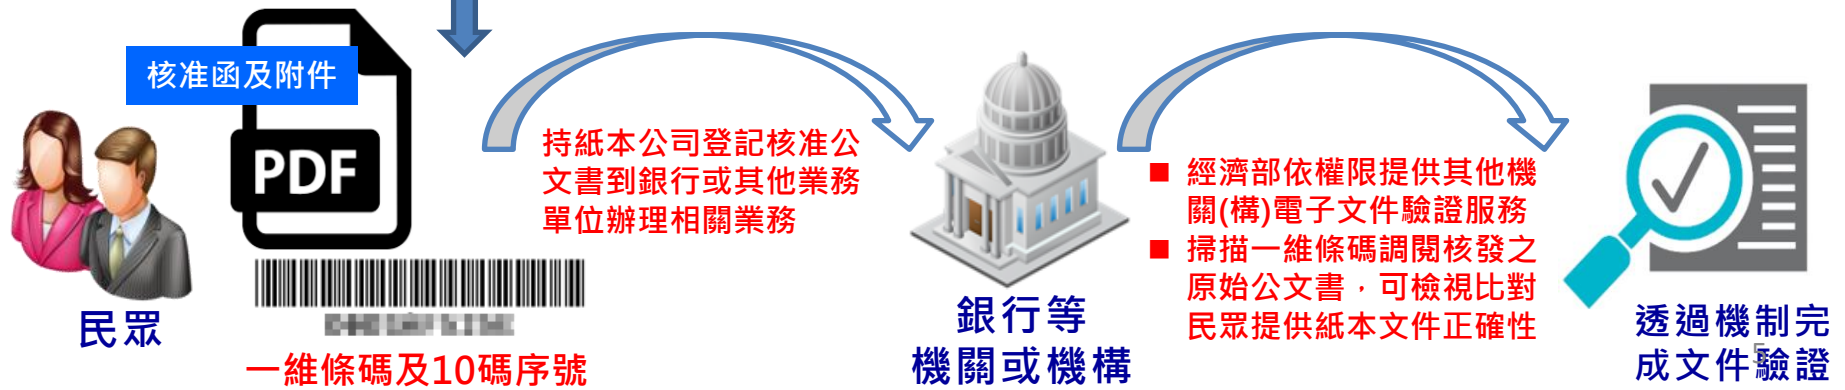 核准函及附件
PDF
民眾
一維條碼及10碼序號
持紙本公司登記核准公
文書到銀行或其他業務
單位辦理相關業務
銀行等
機關或機構
■ 經濟部依權限提供其他機
關(構)電子文件驗證服務
■ 掃描一維條碼調閱核發之
原始公文書，可檢視比對
民眾提供紙本文件正確性
透過機制完
成文件驗證
5